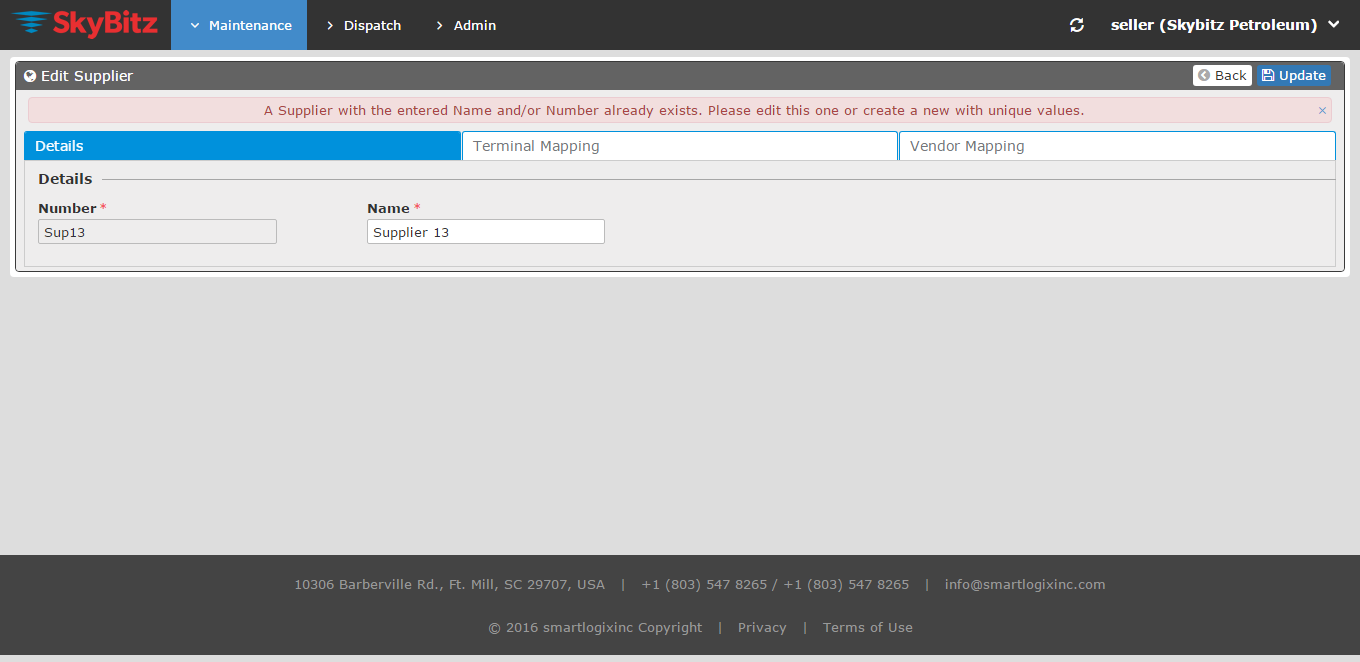 SkyBitz
Maintenance Dispatch Admin seller (Skybitz Petroleum)
Edit Supplier Back Update
A Supplier with the entered Name and/or Number already exists. Please edit this one or create a new with unique values. ×
Details Terminal Mapping Vendor Mapping
Details
Number * Name *
Sup13 Supplier 13
10306 Barberville Rd., Ft. Mill, SC 29707, USA | +1 (803) 547 8265 / +1 (803) 547 8265 | info@smartlogixinc.com
© 2016 smartlogixinc Copyright | Privacy | Terms of Use